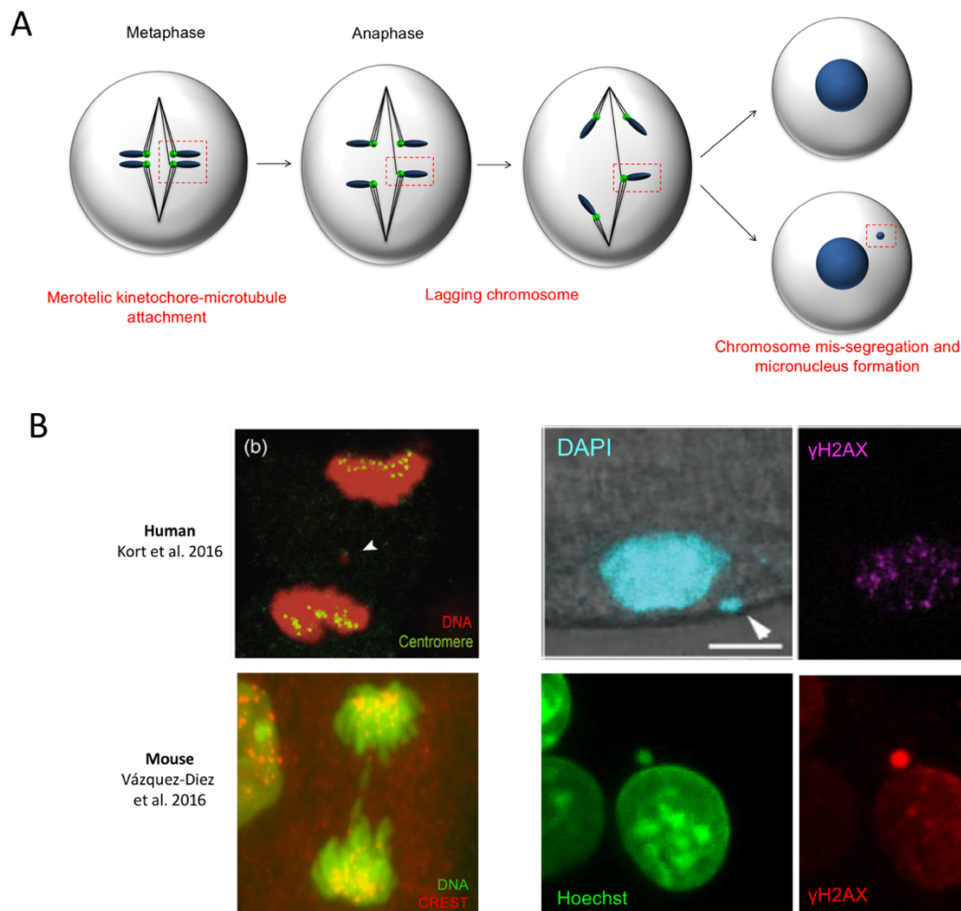 A
Metaphase
Anaphase
Merotelic kinetochore-microtubule
attachment
Lagging chromosome
Chromosome mis-segregation and
micronucleus formation
B
Human
Kort et al. 2016
(b)
DNA
Centromere
DAPI
γH2AX
Mouse
Vázquez-Diez
et al. 2016
DNA
CREST
Hoechst
γH2AX